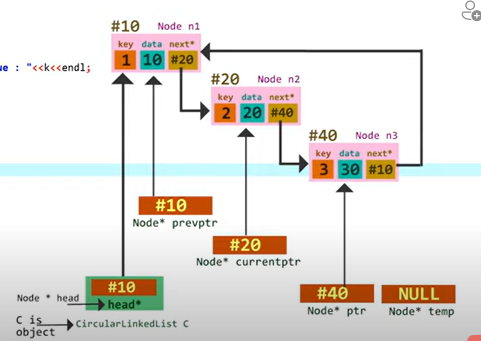 #10 Node n1
key data next*
1 10 #20
ue : "<<k<<endl;
#20 Node n2
key data next*
2 20 #40
#40 Node n3
key data next*
3 30 #10
#10
Node* prevptr
#20
Node* currentptr
#10
Node * head
head*
#40
Node* ptr
NULL
Node* temp
C is
object
CircularLinkedList C